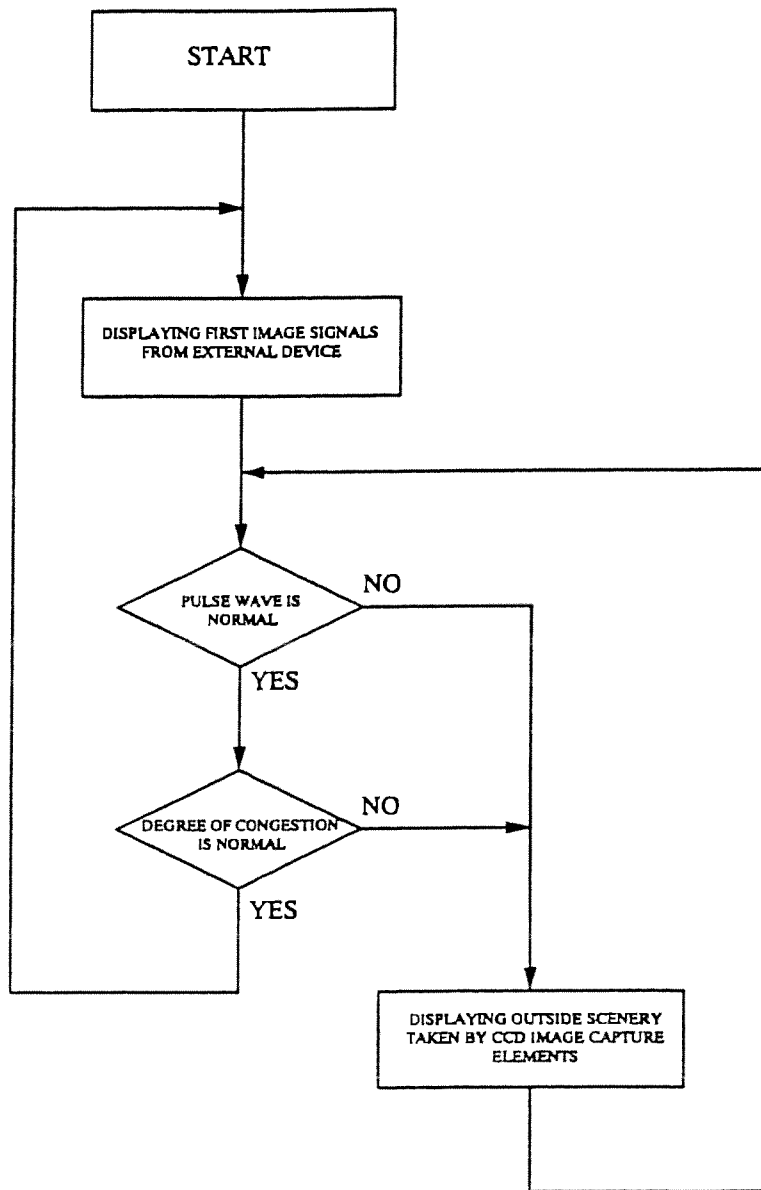 START
DISPLAYING FIRST IMAGE SIGNALS
FROM EXTERNAL DEVICE
PULSE WAVE IS
NORMAL
NO
YES
DEGREE OF CONGESTION
IS NORMAL
NO
YES
DISPLAYING OUTSIDE SCENERY
TAKEN BY CCD IMAGE CAPTURE
ELEMENTS